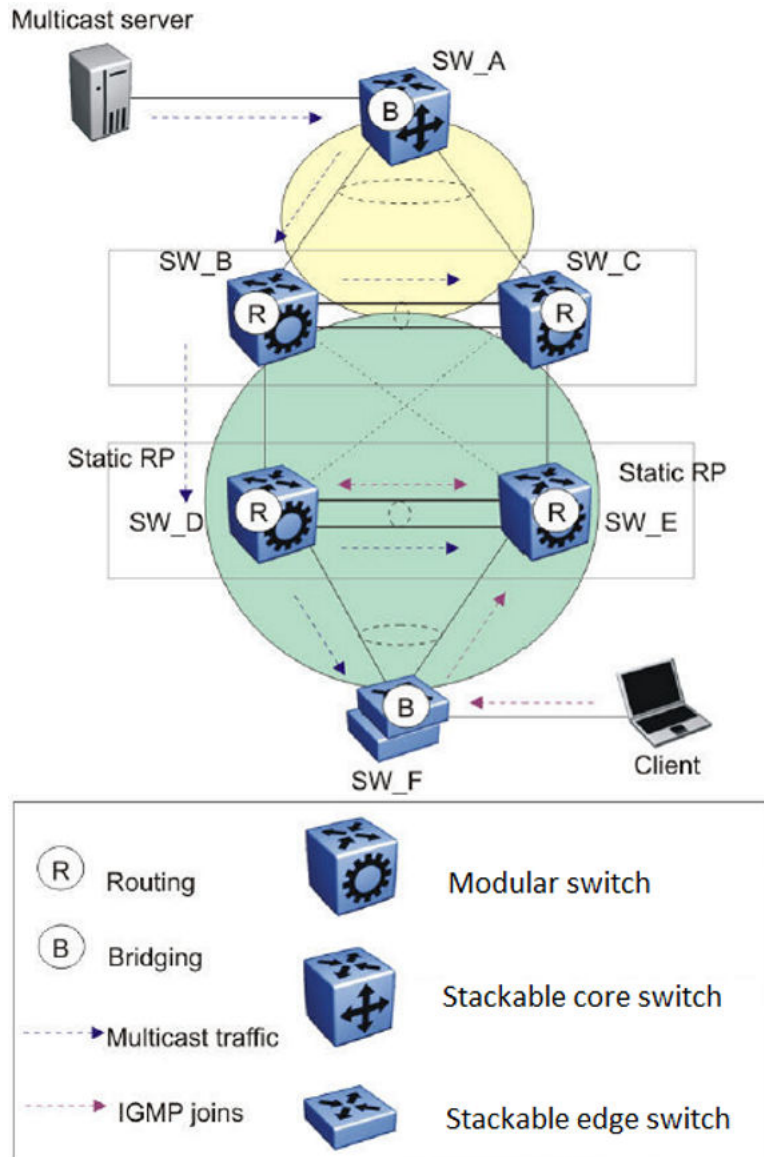 Multicast server
SW_A
B
SW_B
SW_C
R
R
Static RP
Static RP
R
R
SW_D
SW_E
B
SW_F
Client
R
Routing
Modular switch
B
Bridging
Stackable core switch
Multicast traffic
IGMP joins
Stackable edge switch